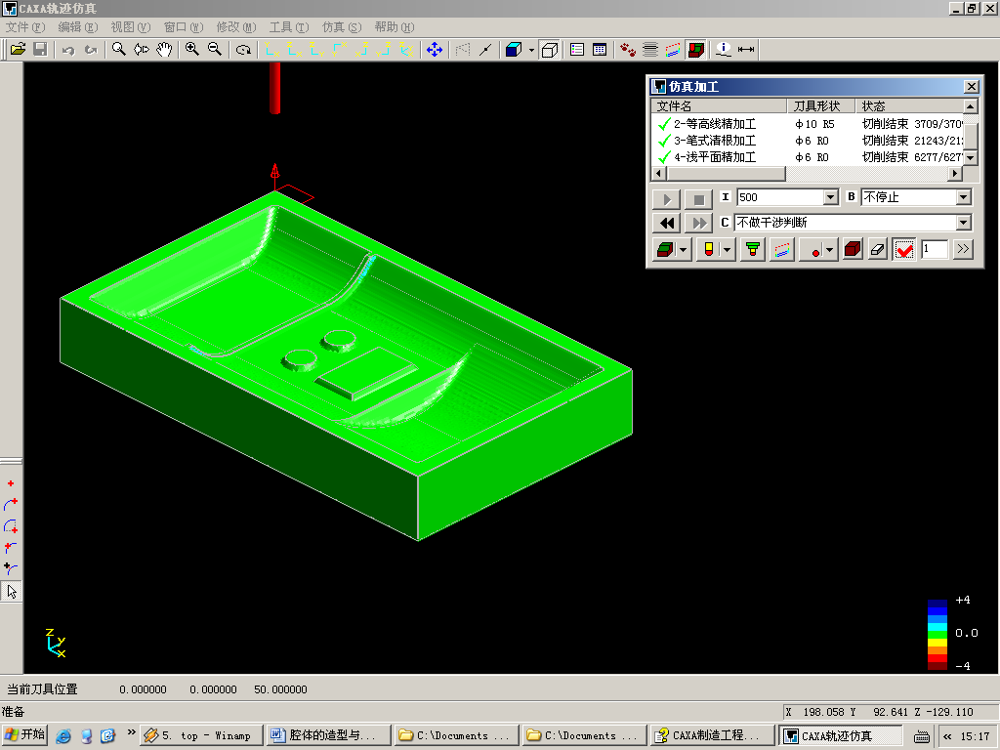 CAXA轨迹仿真
文件(F) 编辑(E) 视图(V) 窗口(W) 修改(M) 工具(T) 仿真(S) 帮助(H)
仿真加工
文件名 刀具形状 状态
2-等高线精加工 φ10 R5 切削结束 3709/370
3-笔式清根加工 φ6 R0 切削结束 21243/21
4-浅平面精加工 φ6 R0 切削结束 6277/627
I 500 B 不停止
C 不做干涉判断
1 >>
+4
0.0
-4
Z
Y
X
当前刀具位置 0.000000 0.000000 50.000000
准备
X 198.058 Y 92.641 Z -129.110
开始 » 5. top - Winamp 腔体的造型与... C:\Documents ... C:\Documents ... CAXA制造工程... CAXA轨迹仿真 « 15:17